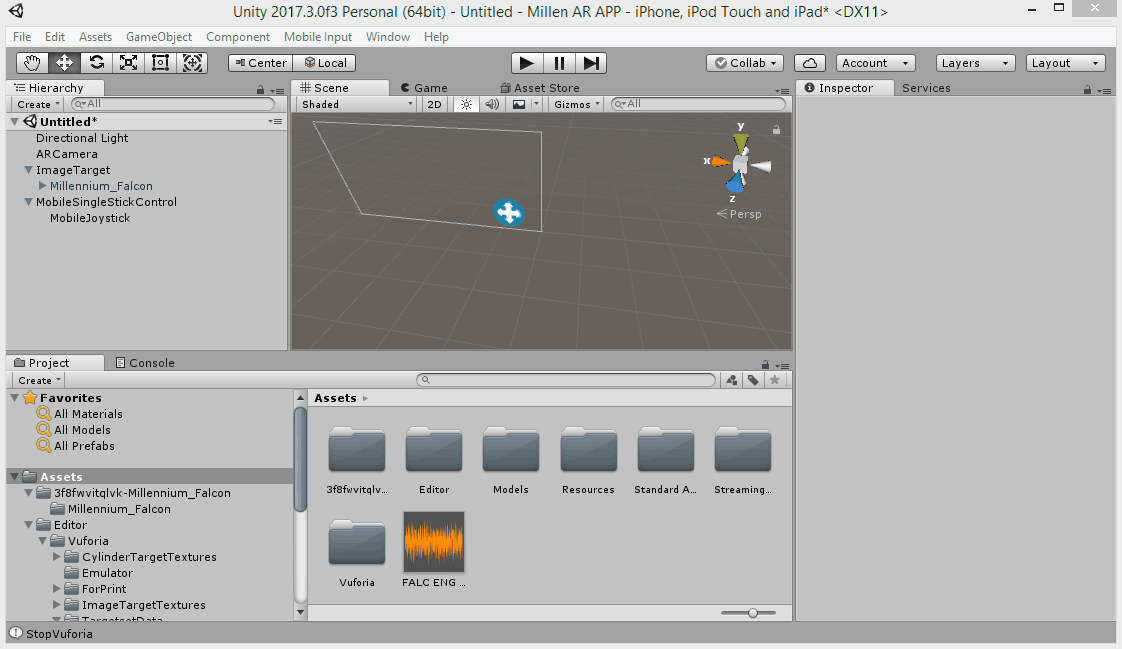 Unity 2017.3.0f3 Personal (64bit) - Untitled - Millen AR APP - iPhone, iPod Touch and iPad* <DX11>
File Edit Assets GameObject Component Mobile Input Window Help
Center Local Collab Account Layers Layout
Hierarchy
Create All
Untitled*
Directional Light
ARCamera
ImageTarget
Millennium_Falcon
MobileSingleStickControl
MobileJoystick
Scene Game Asset Store
Shaded 2D Gizmos All
y
x
z
Persp
Inspector Services
Project Console
Create
Favorites
All Materials
All Models
All Prefabs
Assets
3f8fwvitqlvk-Millennium_Falcon
Millennium_Falcon
Editor
Vuforia
CylinderTargetTextures
Emulator
ForPrint
ImageTargetTextures
TargetsetData
Assets
3f8fwvitqlv... Editor Models Resources Standard A... Streaming...
Vuforia FALC ENG ...
StopVuforia